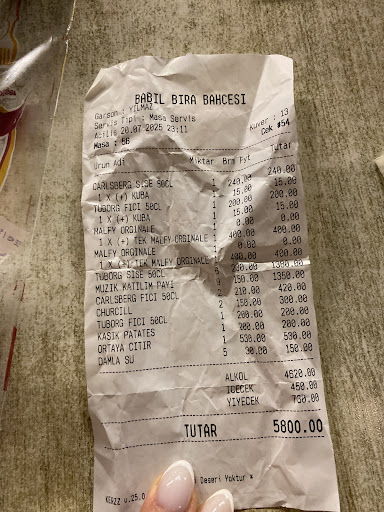 BABIL BIRA BAHCESI
Garson : YILMAZ
Servis Tipi : Masa Servis
Acilis 20.07 2025 23:11
Kuver : 13
Masa : 56
Cek #54
Urun Adi Miktar Brm Fyt Tutar
CARLSBERG SISE 50CL 1 240.00 240.00
1 X (+) KUBA 1 15.00 15.00
TUBORG FICI 50CL 1 200.00 200.00
1 X (+) KUBA 1 15.00 15.00
MALFY ORGINALE 0.00 0.00
1 X (+) TEK MALFY ORGINALE 1 400.00 400.00
MALFY ORGINALE 0.00 0.00
1 X (+) TEK MALFY ORGINALE 400.00 400.00
TUBORG SISE 50CL 6 230.00 1380.00
MUZIK KATILIM PAYI 9 150.00 1350.00
CARLSBERG FICI 50CL 2 210.00 420.00
CHURCILL 2 150.00 300.00
TUBORG FICI 50CL 1 200.00 200.00
KASIK PATATES 1 200.00 200.00
ORTAYA CITIR 1 530.00 530.00
DAMLA SU 5 30.00 150.00
ALKOL 4620.00
ICECEK 450.00
YIYECEK 730.00
TUTAR 5800.00
Degeri Yoktur *
KERZZ v.25.0